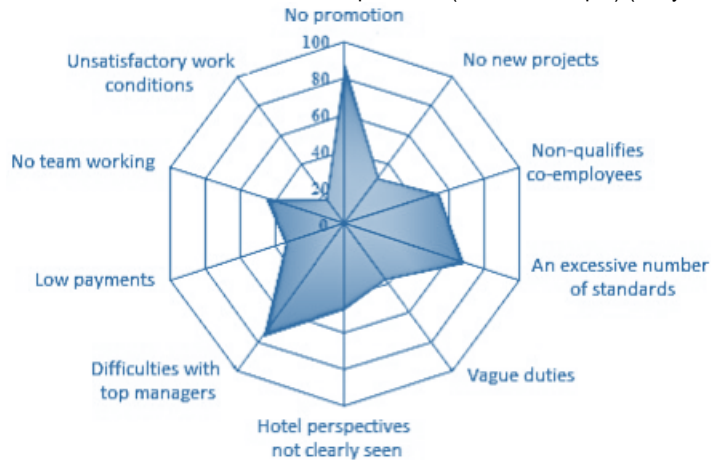 No promotion
100
Unsatisfactory work
conditions
No new projects
80
60
No team working
Non-qualifies
co-employees
40
20
0
Low payments
An excessive number
of standards
Difficulties with
top managers
Vague duties
Hotel perspectives
not clearly seen